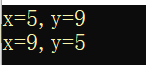 x=5, y=9
x=9, y=5